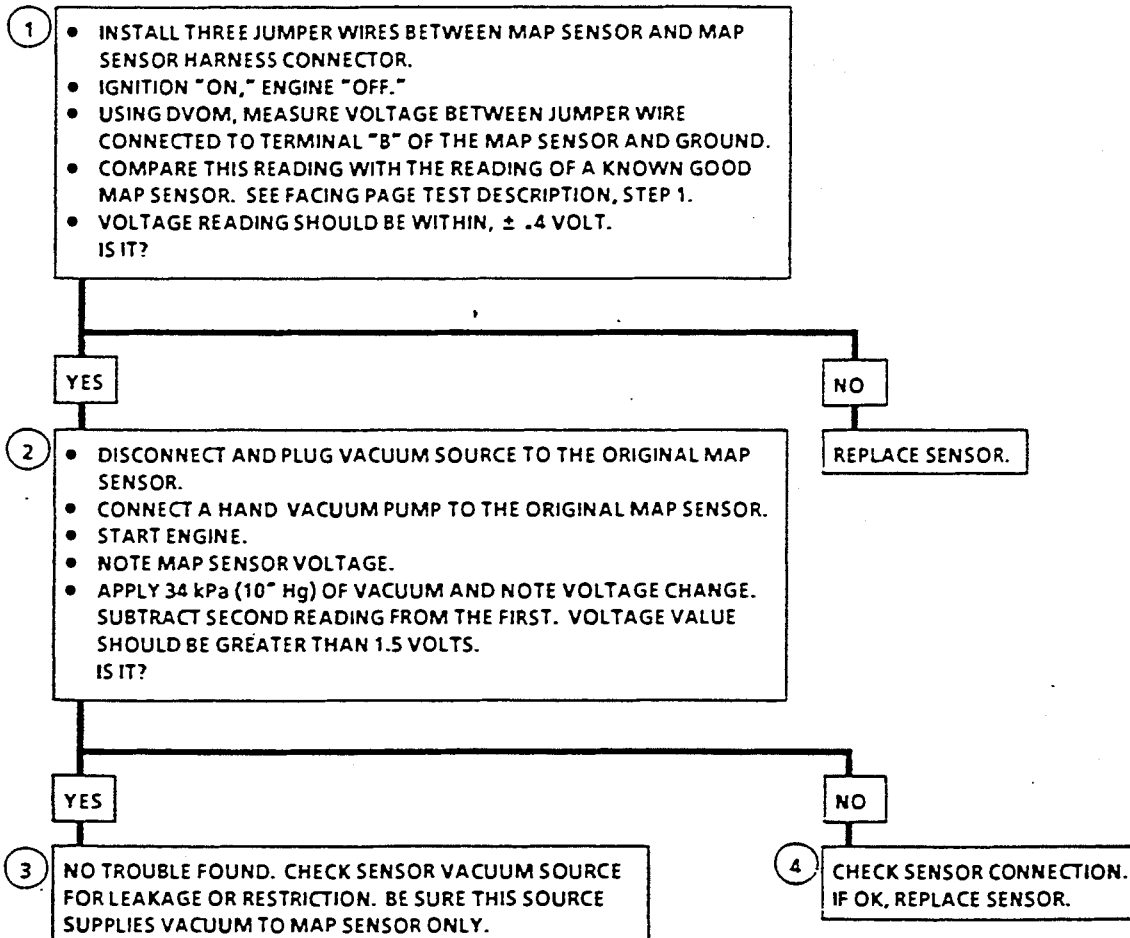 1
• INSTALL THREE JUMPER WIRES BETWEEN MAP SENSOR AND MAP
SENSOR HARNESS CONNECTOR.
• IGNITION "ON," ENGINE "OFF."
• USING DVOM, MEASURE VOLTAGE BETWEEN JUMPER WIRE
CONNECTED TO TERMINAL "B" OF THE MAP SENSOR AND GROUND.
• COMPARE THIS READING WITH THE READING OF A KNOWN GOOD
MAP SENSOR. SEE FACING PAGE TEST DESCRIPTION, STEP 1.
• VOLTAGE READING SHOULD BE WITHIN, ± .4 VOLT.
IS IT?
YES
NO
REPLACE SENSOR.
2
• DISCONNECT AND PLUG VACUUM SOURCE TO THE ORIGINAL MAP
SENSOR.
• CONNECT A HAND VACUUM PUMP TO THE ORIGINAL MAP SENSOR.
• START ENGINE.
• NOTE MAP SENSOR VOLTAGE.
• APPLY 34 kPa (10" Hg) OF VACUUM AND NOTE VOLTAGE CHANGE.
SUBTRACT SECOND READING FROM THE FIRST. VOLTAGE VALUE
SHOULD BE GREATER THAN 1.5 VOLTS.
IS IT?
YES
NO
3
NO TROUBLE FOUND. CHECK SENSOR VACUUM SOURCE
FOR LEAKAGE OR RESTRICTION. BE SURE THIS SOURCE
SUPPLIES VACUUM TO MAP SENSOR ONLY.
4
CHECK SENSOR CONNECTION.
IF OK, REPLACE SENSOR.